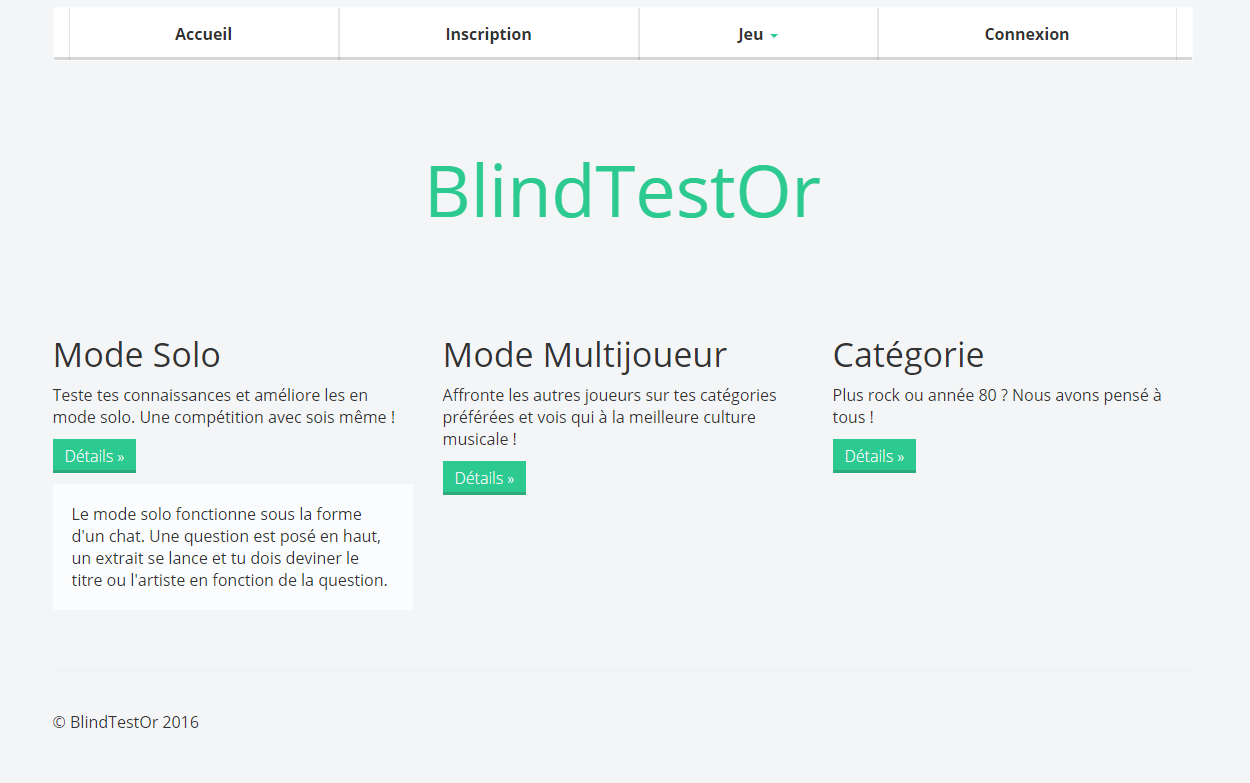 Accueil
Inscription
Jeu
Connexion
BlindTestOr
Mode Solo
Teste tes connaissances et améliore les en
mode solo. Une compétition avec sois même !
Détails »
Le mode solo fonctionne sous la forme
d'un chat. Une question est posé en haut,
un extrait se lance et tu dois deviner le
titre ou l'artiste en fonction de la question.
Mode Multijoueur
Affronte les autres joueurs sur tes catégories
préférées et vois qui à la meilleure culture
musicale !
Détails »
Catégorie
Plus rock ou année 80 ? Nous avons pensé à
tous !
Détails »
© BlindTestOr 2016